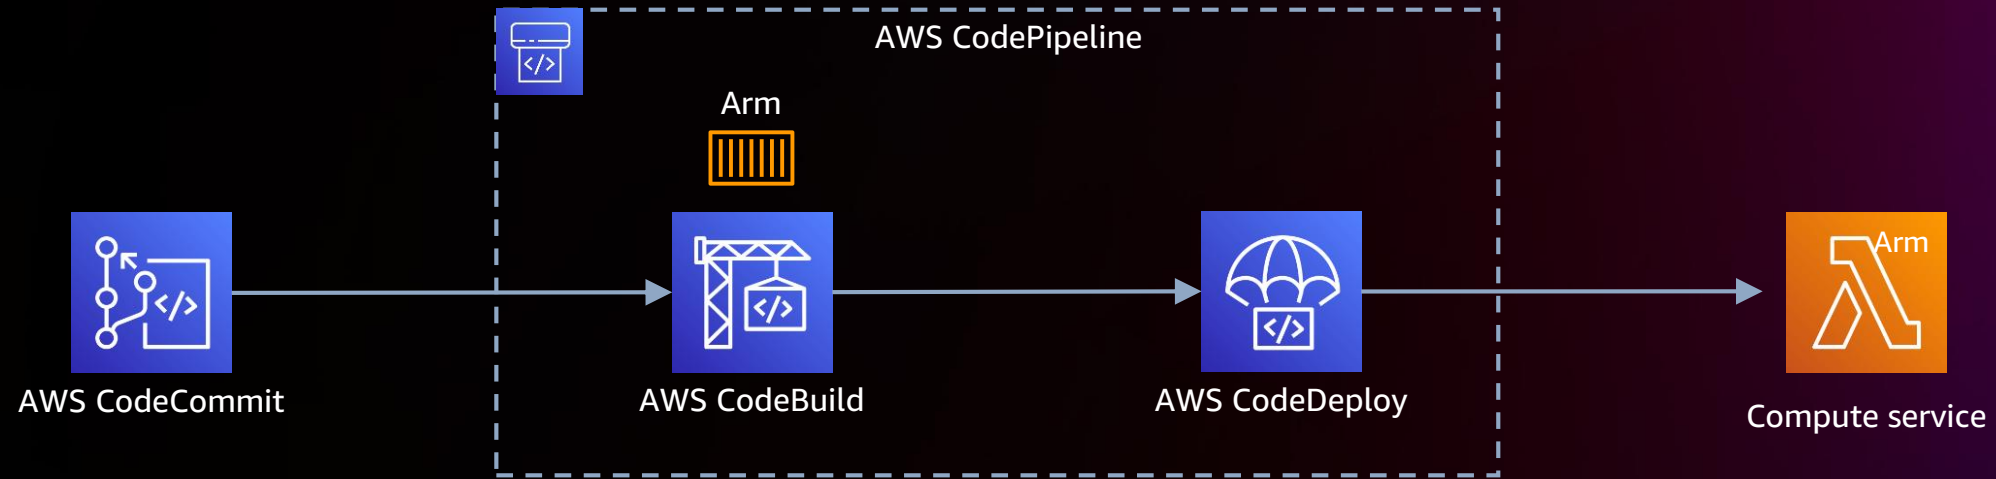 AWS CodePipeline
Arm
</>
</>
</>
</>
Arm
AWS CodeCommit
AWS CodeBuild
AWS CodeDeploy
Compute service